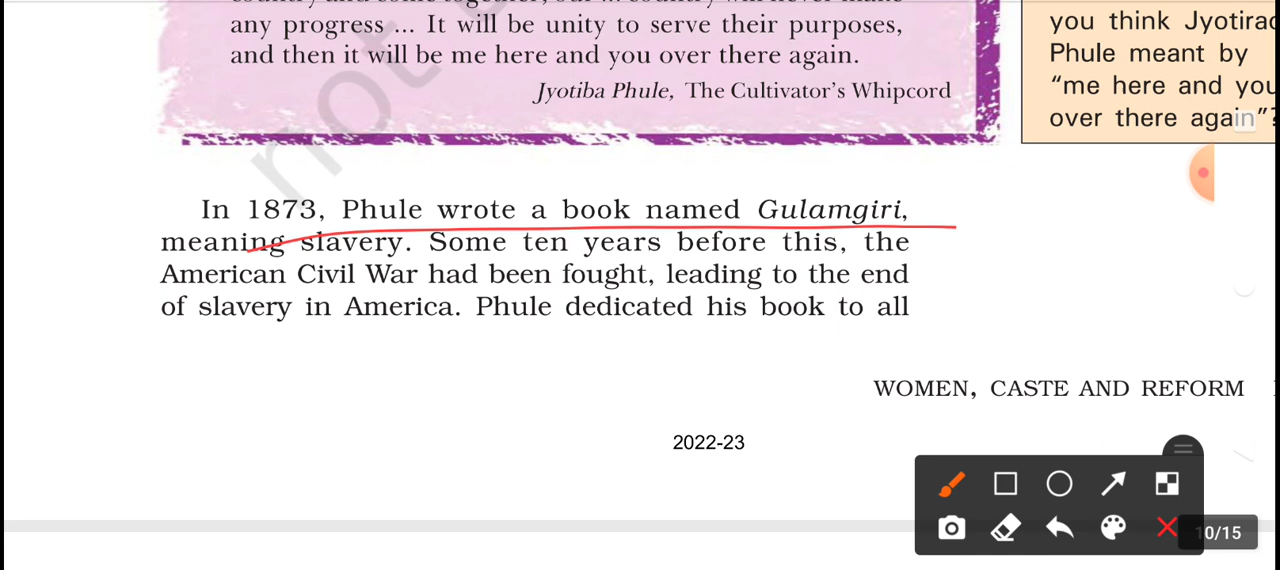 any progress ... It will be unity to serve their purposes,
and then it will be me here and you over there again.
Jyotiba Phule, The Cultivator's Whipcord
you think Jyotirao
Phule meant by
"me here and you
over there again"?
not
In 1873, Phule wrote a book named Gulamgiri,
meaning slavery. Some ten years before this, the
American Civil War had been fought, leading to the end
of slavery in America. Phule dedicated his book to all
WOMEN, CASTE AND REFORM
2022-23
10/15